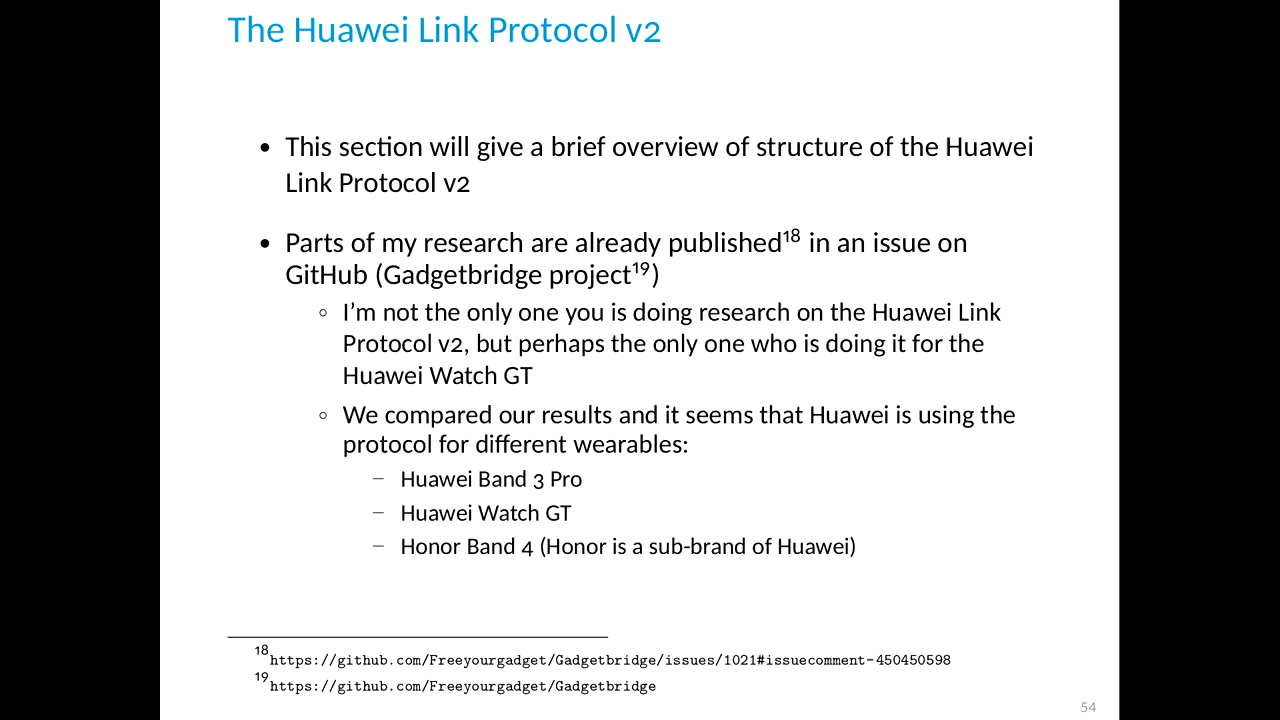 The Huawei Link Protocol v2
• This section will give a brief overview of structure of the Huawei
Link Protocol v2
• Parts of my research are already published18 in an issue on
GitHub (Gadgetbridge project19)
◦ I'm not the only one you is doing research on the Huawei Link
Protocol v2, but perhaps the only one who is doing it for the
Huawei Watch GT
◦ We compared our results and it seems that Huawei is using the
protocol for different wearables:
– Huawei Band 3 Pro
– Huawei Watch GT
– Honor Band 4 (Honor is a sub-brand of Huawei)
18https://github.com/Freeyourgadget/Gadgetbridge/issues/1021#issuecomment-450450598
19https://github.com/Freeyourgadget/Gadgetbridge
54